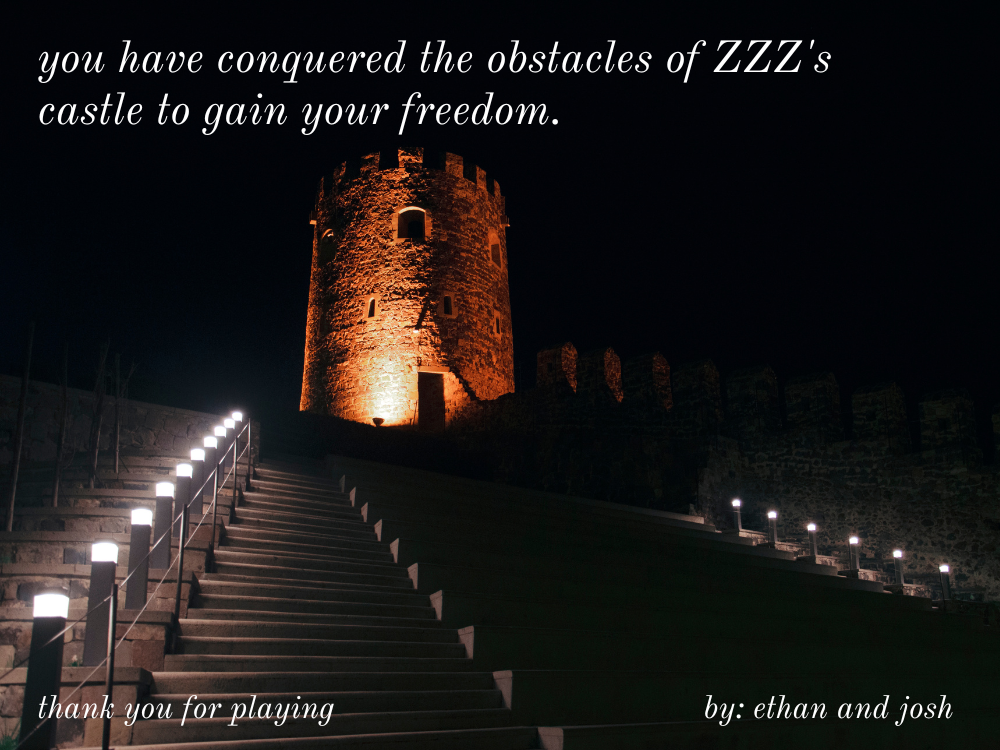 you have conquered the obstacles of ZZZ's
castle to gain your freedom.
thank you for playing
by: ethan and josh